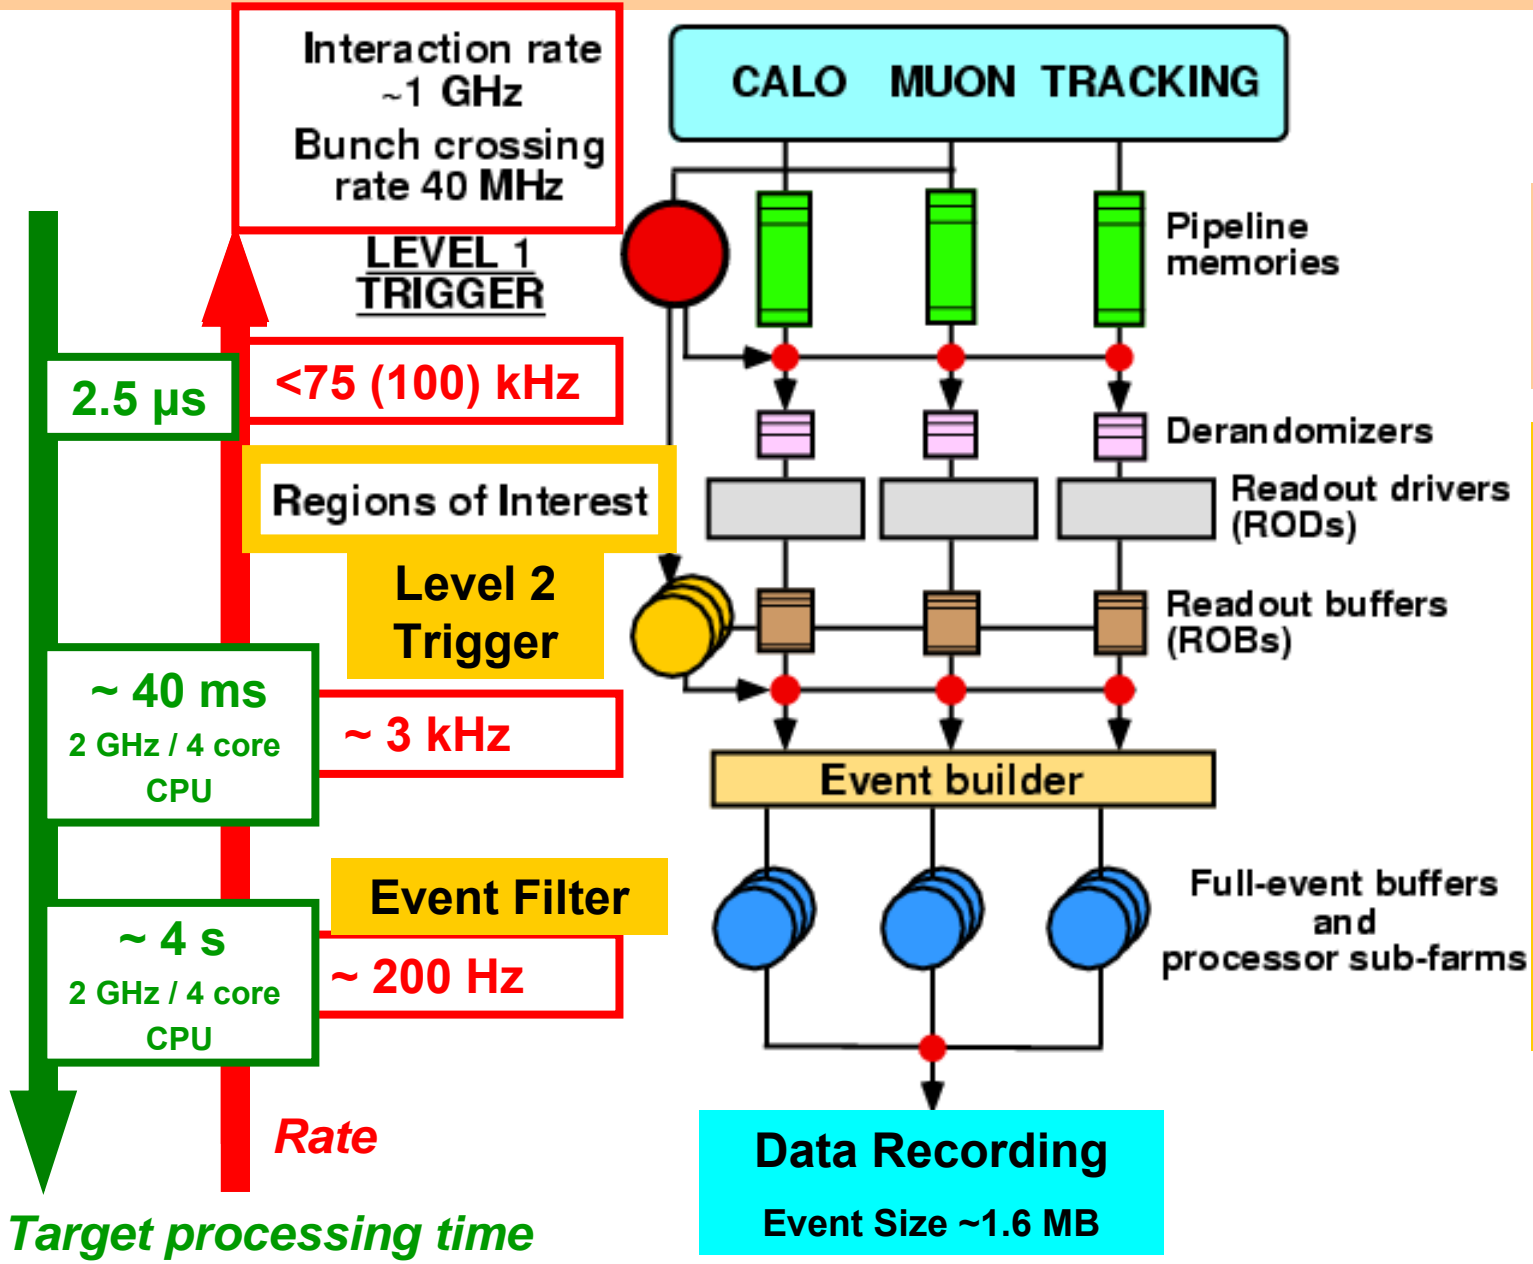 Interaction rate
~1 GHz
Bunch crossing
rate 40 MHz
CALO MUON TRACKING
LEVEL 1
TRIGGER
Pipeline
memories
2.5 µs
<75 (100) kHz
Derandomizers
Regions of Interest
Readout drivers
(RODs)
Level 2
Trigger
Readout buffers
(ROBs)
~ 40 ms
2 GHz / 4 core
CPU
~ 3 kHz
Event builder
Event Filter
Full-event buffers
and
processor sub-farms
~ 4 s
2 GHz / 4 core
CPU
~ 200 Hz
Rate
Data Recording
Event Size ~1.6 MB
Target processing time